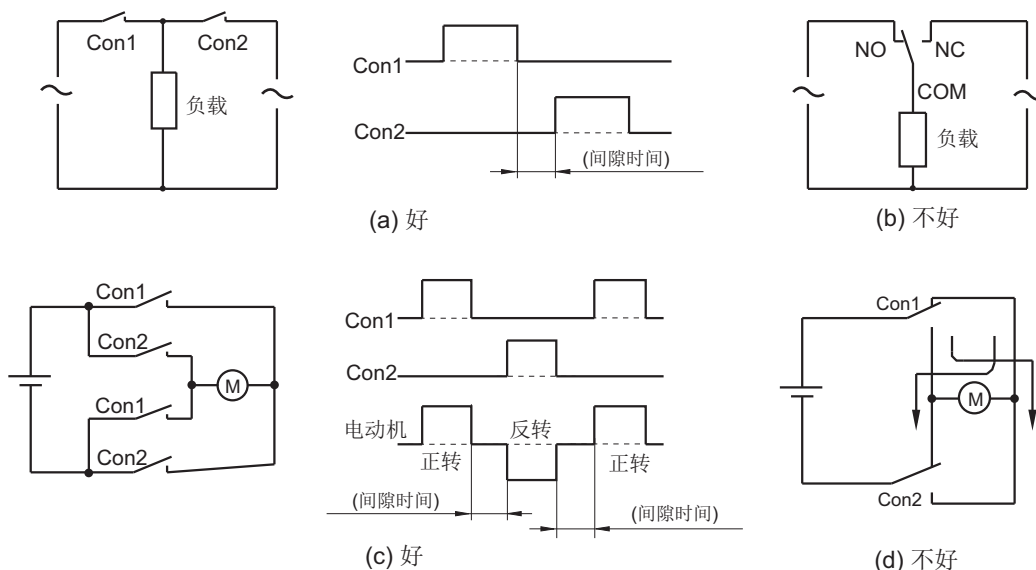 Con1
Con2
负载
Con1
Con2
(间隙时间)
(a) 好
NO
NC
COM
负载
(b) 不好
Con1
Con2
Con1
Con2
M
Con1
Con2
电动机
正转
反转
正转
(间隙时间)
(间隙时间)
(c) 好
Con1
M
Con2
(d) 不好